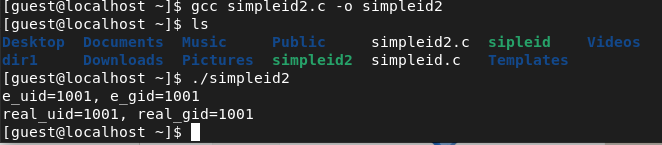 [guest@localhost ~]$ gcc simpleid2.c -o simpleid2
[guest@localhost ~]$ ls
Desktop Documents Music Public simpleid2.c sipleid Videos
dir1 Downloads Pictures simpleid2 simpleid.c Templates
[guest@localhost ~]$ ./simpleid2
e_uid=1001, e_gid=1001
real_uid=1001, real_gid=1001
[guest@localhost ~]$